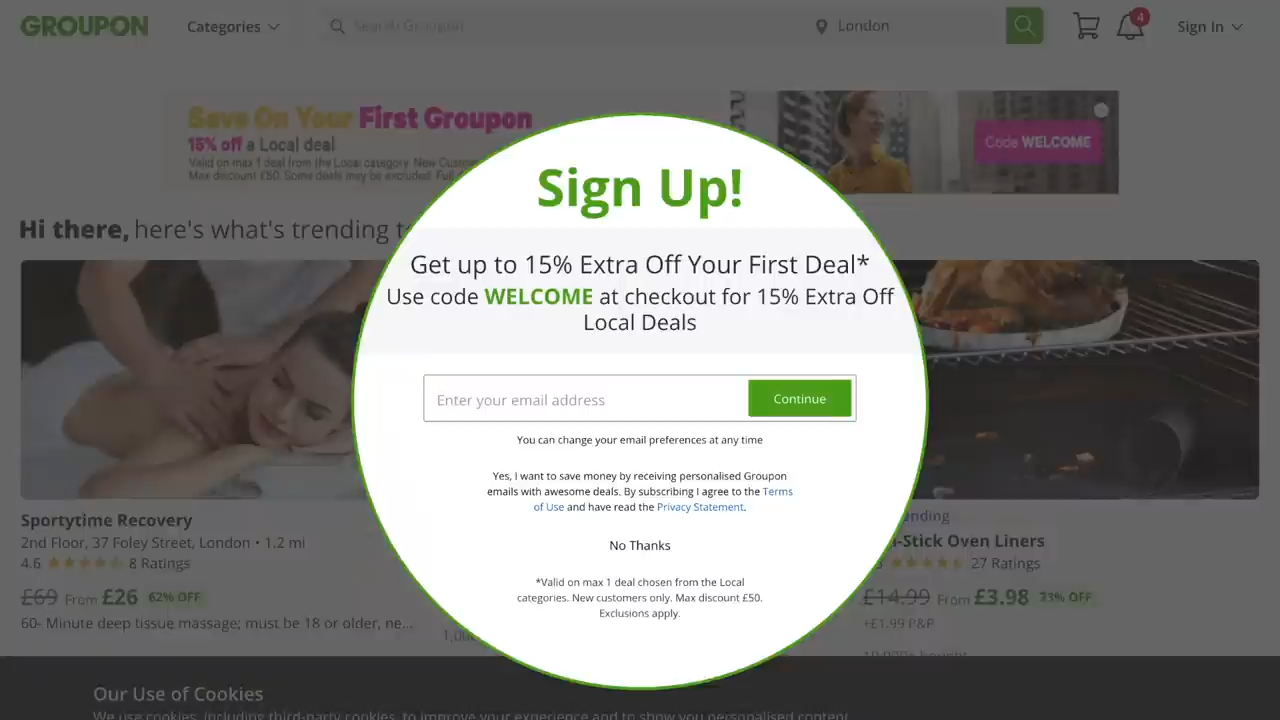 GROUPON
Categories
Search Groupon
London
4
Sign In
Save On Your First Groupon
15% off a Local deal
Valid on max 1 deal from the Local category. New
Max discount £50. Some deals may be excluded.
Code WELCOME
Hi there, here's what's trending
Sign Up!
Get up to 15% Extra Off Your First Deal*
Use code WELCOME at checkout for 15% Extra Off
Local Deals
Enter your email address
Continue
You can change your email preferences at any time
Yes, I want to save money by receiving personalised Groupon
emails with awesome deals. By subscribing I agree to the Terms
of Use and have read the Privacy Statement.
No Thanks
*Valid on max 1 deal chosen from the Local
categories. New customers only. Max discount £50.
Exclusions apply.
Sportytime Recovery
2nd Floor, 37 Foley Street, London • 1.2 mi
4.6 8 Ratings
£69 From £26 62% OFF
60- Minute deep tissue massage; must be 18 or older, ne...
-Stick Oven Liners
27 Ratings
£14.99 From £3.98 73% OFF
+£1.99 P&P
Our Use of Cookies
We use cookies, including third-party cookies, to improve your experience and to show you personalised content